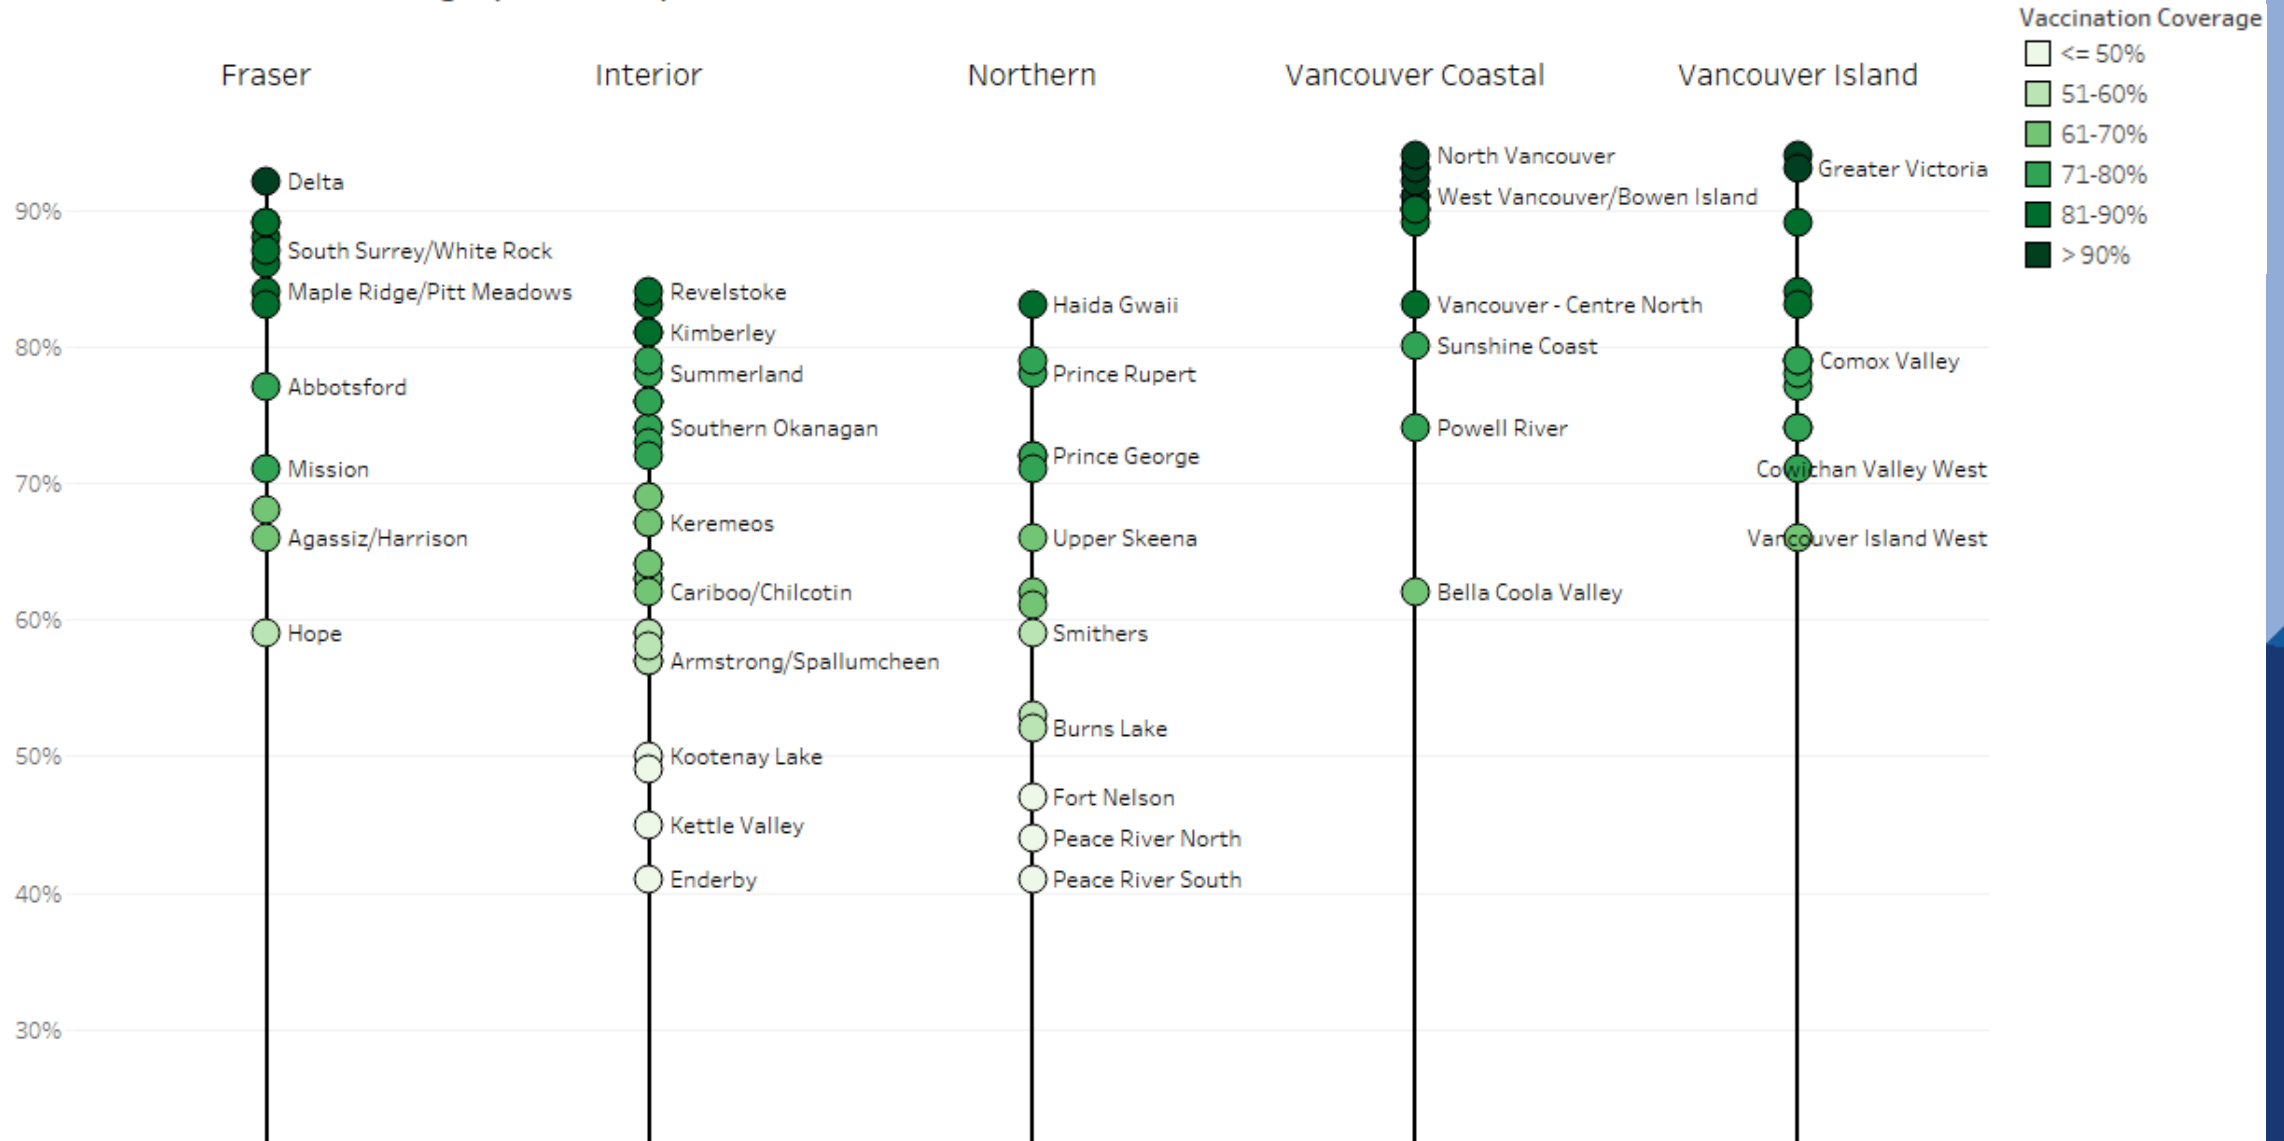 Vaccination Coverage
<= 50%
51-60%
61-70%
71-80%
81-90%
> 90%
Fraser
Interior
Northern
Vancouver Coastal
Vancouver Island
90%
80%
70%
60%
50%
40%
30%
Delta
South Surrey/White Rock
Maple Ridge/Pitt Meadows
Abbotsford
Mission
Agassiz/Harrison
Hope
Revelstoke
Kimberley
Summerland
Southern Okanagan
Keremeos
Cariboo/Chilcotin
Armstrong/Spallumcheen
Kootenay Lake
Kettle Valley
Enderby
Haida Gwaii
Prince Rupert
Prince George
Upper Skeena
Smithers
Burns Lake
Fort Nelson
Peace River North
Peace River South
North Vancouver
West Vancouver/Bowen Island
Vancouver - Centre North
Sunshine Coast
Powell River
Bella Coola Valley
Greater Victoria
Comox Valley
Cowichan Valley West
Vancouver Island West